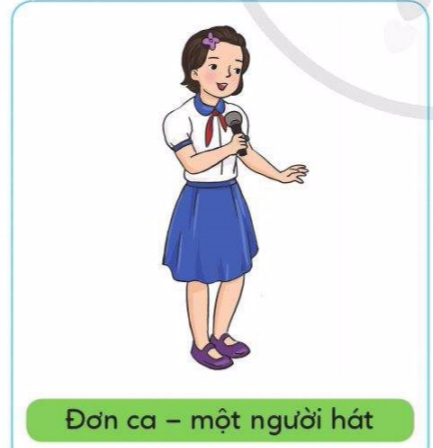 Đơn ca – một người hát